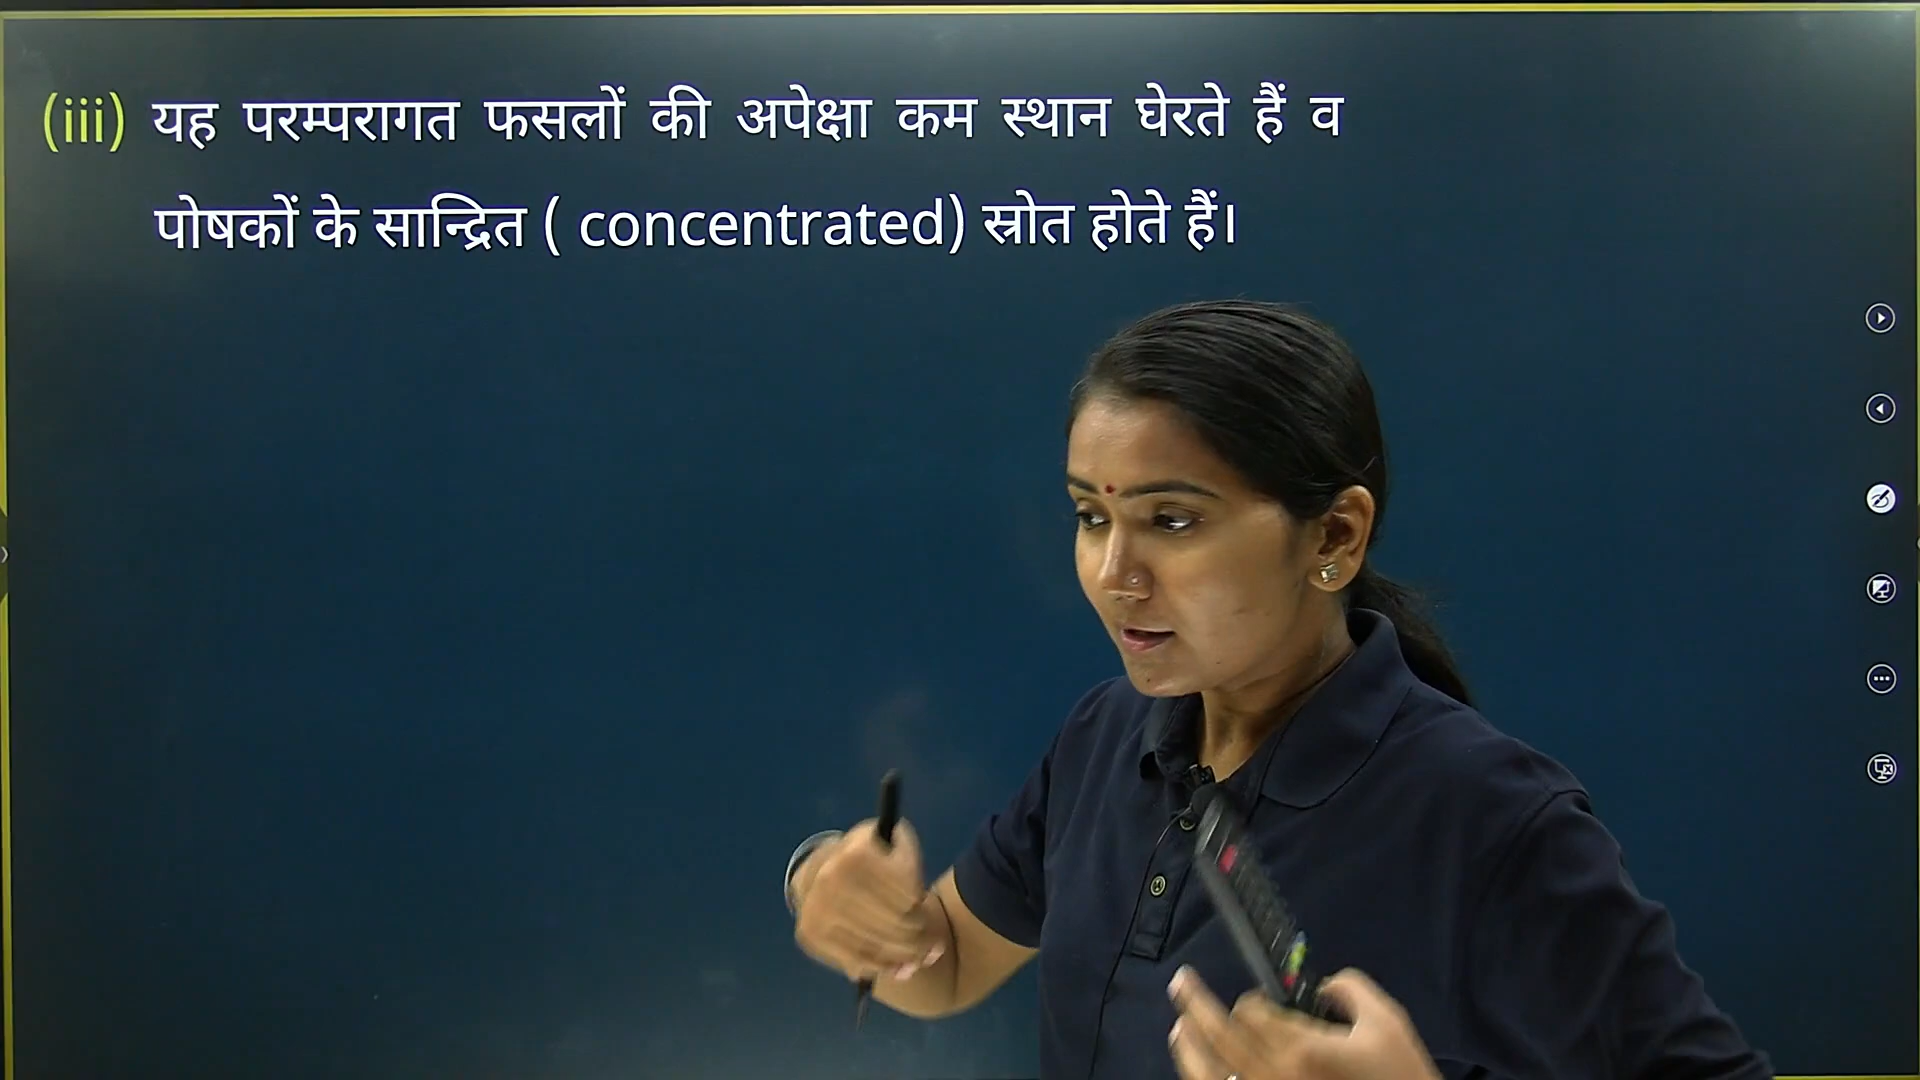 (iii) यह परम्परागत फसलों की अपेक्षा कम स्थान घेरते हैं व
पोषकों के सान्द्रित ( concentrated) स्रोत होते हैं।